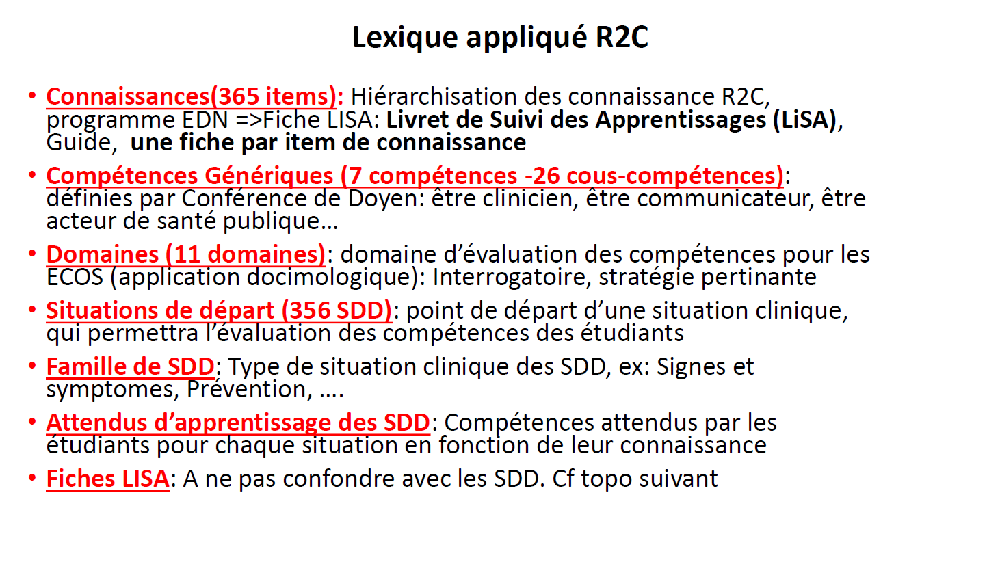 Lexique appliqué R2C
• Connaissances(365 items): Hiérarchisation des connaissance R2C,
programme EDN =>Fiche LISA: Livret de Suivi des Apprentissages (LiSA),
Guide, une fiche par item de connaissance
• Compétences Génériques (7 compétences -26 cous-compétences):
définies par Conférence de Doyen: être clinicien, être communicateur, être
acteur de santé publique…
• Domaines (11 domaines): domaine d’évaluation des compétences pour les
ECOS (application docimologique): Interrogatoire, stratégie pertinante
• Situations de départ (356 SDD): point de départ d’une situation clinique,
qui permettra l’évaluation des compétences des étudiants
• Famille de SDD: Type de situation clinique des SDD, ex: Signes et
symptomes, Prévention, ….
• Attendus d’apprentissage des SDD: Compétences attendus par les
étudiants pour chaque situation en fonction de leur connaissance
• Fiches LISA: A ne pas confondre avec les SDD. Cf topo suivant